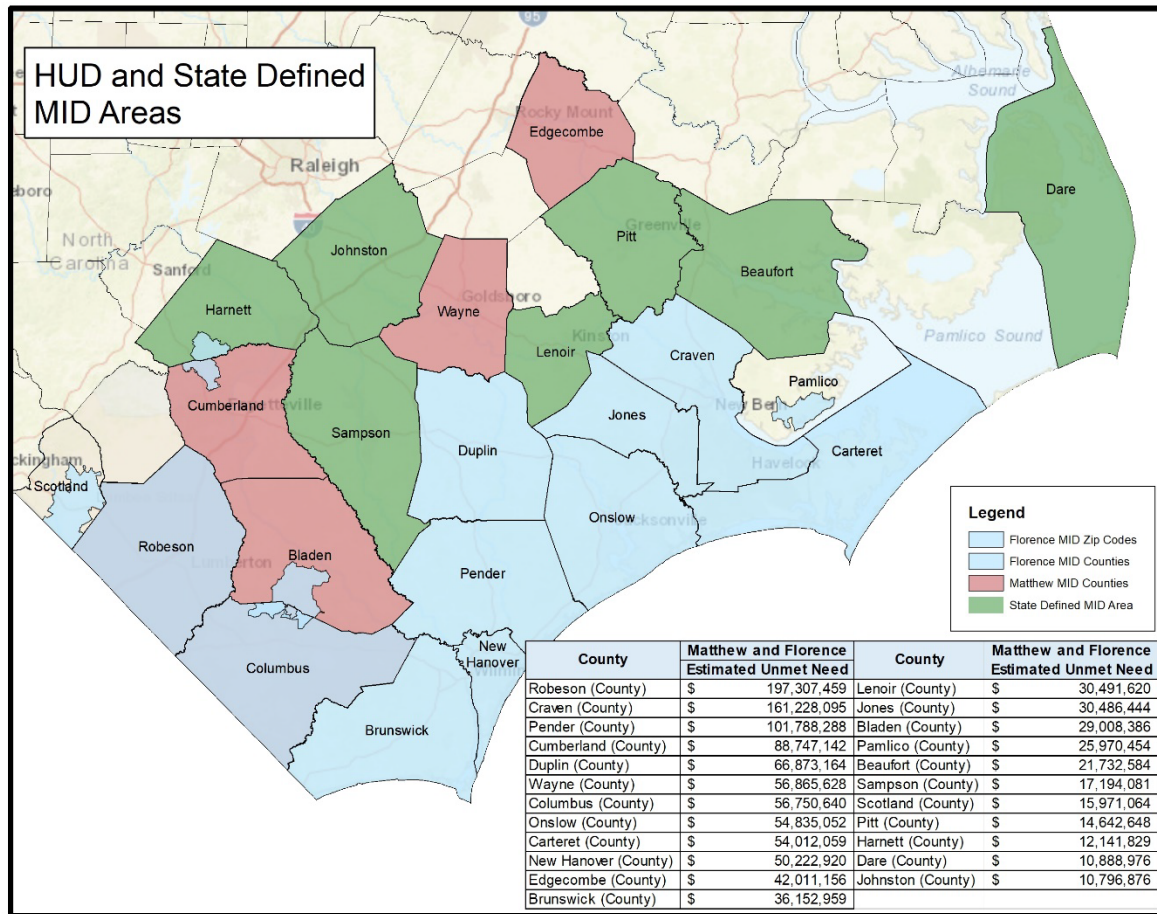 95
HUD and State Defined
MID Areas
Albemarle
Sound
Rocky Mount
Edgecombe
Raleigh
Dare
boro
Greenville
Pitt
North
Carolina
Johnston
Sanford
Beaufort
Harnett
Wayne
Goldsboro
Kinston
Lenoir
Craven
Pamlico Sound
Pamlico
Cumberland
New Bern
Jones
Sampson
Duplin
Carteret
Havelock
ckingham
Scotland
Onslow
Jacksonville
Robeson
Bladen
Lumberton
Pender
Legend
Florence MID Zip Codes
Florence MID Counties
Matthew MID Counties
State Defined MID Area
New
Hanover
Columbus
Brunswick
County Matthew and Florence County Matthew and Florence
Estimated Unmet Need Estimated Unmet Need
Robeson (County) $ 197,307,459 Lenoir (County) $ 30,491,620
Craven (County) $ 161,228,095 Jones (County) $ 30,486,444
Pender (County) $ 101,788,288 Bladen (County) $ 29,008,386
Cumberland (County) $ 88,747,142 Pamlico (County) $ 25,970,454
Duplin (County) $ 66,873,164 Beaufort (County) $ 21,732,584
Wayne (County) $ 56,865,628 Sampson (County) $ 17,194,081
Columbus (County) $ 56,750,640 Scotland (County) $ 15,971,064
Onslow (County) $ 54,835,052 Pitt (County) $ 14,642,648
Carteret (County) $ 54,012,059 Harnett (County) $ 12,141,829
New Hanover (County) $ 50,222,920 Dare (County) $ 10,888,976
Edgecombe (County) $ 42,011,156 Johnston (County) $ 10,796,876
Brunswick (County) $ 36,152,959